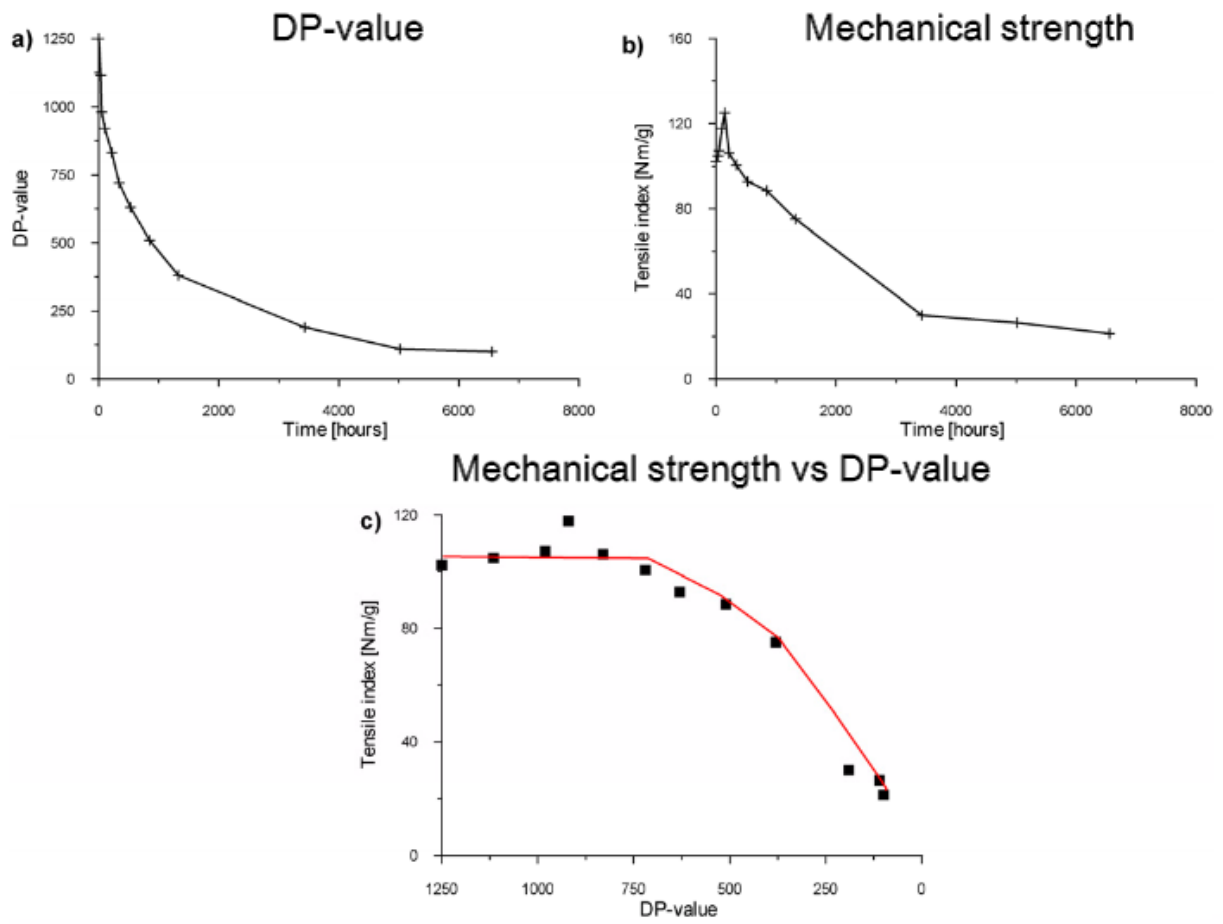 DP-value
a)
1250
1000
750
500
250
0
DP-value
0 2000 4000 6000 8000
Time [hours]
Mechanical strength
b)
160
120
80
40
0
Tensile index [Nm/g]
0 2000 4000 6000 8000
Time [hours]
Mechanical strength vs DP-value
c)
120
80
40
0
Tensile index [Nm/g]
1250 1000 750 500 250 0
DP-value